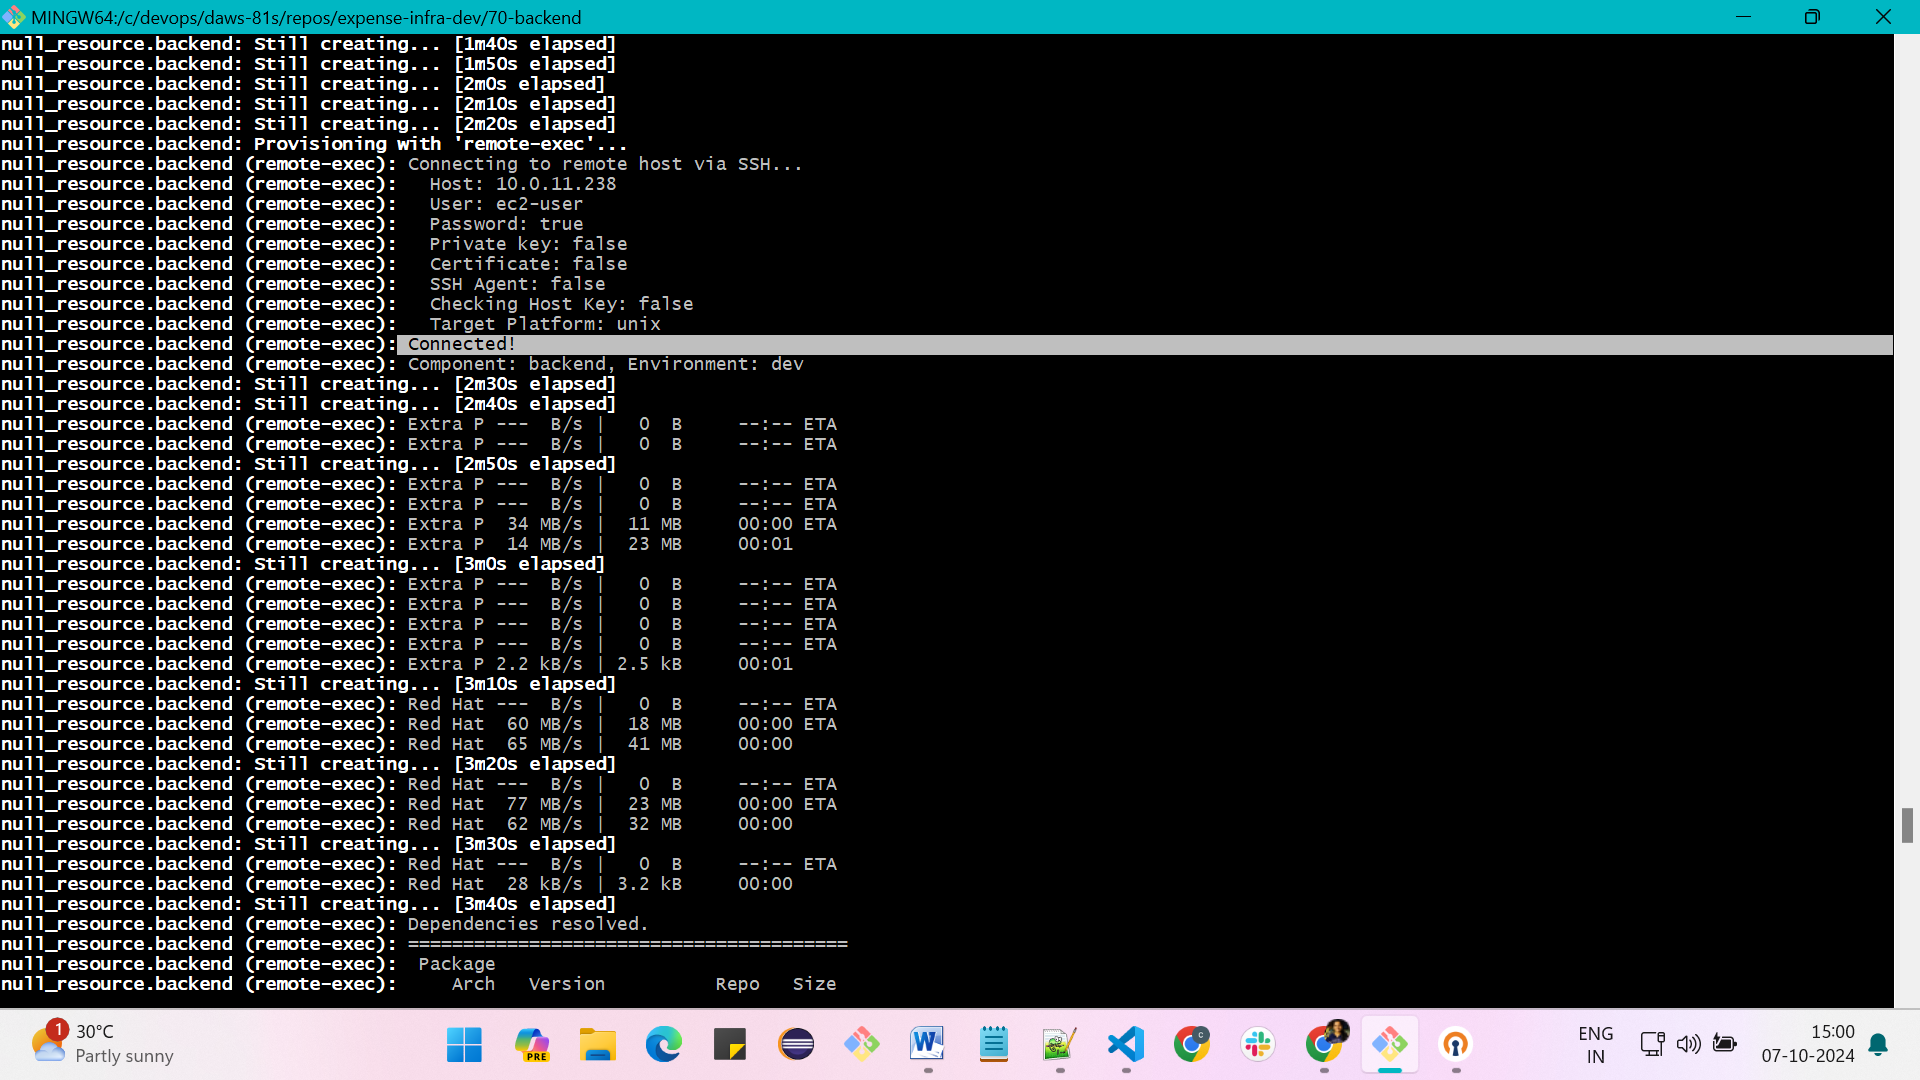 MINGW64:/c/devops/daws-81s/repos/expense-infra-dev/70-backend
null_resource.backend: Still creating... [1m40s elapsed]
null_resource.backend: Still creating... [1m50s elapsed]
null_resource.backend: Still creating... [2m0s elapsed]
null_resource.backend: Still creating... [2m10s elapsed]
null_resource.backend: Still creating... [2m20s elapsed]
null_resource.backend: Provisioning with 'remote-exec'...
null_resource.backend (remote-exec): Connecting to remote host via SSH...
null_resource.backend (remote-exec):   Host: 10.0.11.238
null_resource.backend (remote-exec):   User: ec2-user
null_resource.backend (remote-exec):   Password: true
null_resource.backend (remote-exec):   Private key: false
null_resource.backend (remote-exec):   Certificate: false
null_resource.backend (remote-exec):   SSH Agent: false
null_resource.backend (remote-exec):   Checking Host Key: false
null_resource.backend (remote-exec):   Target Platform: unix
null_resource.backend (remote-exec): Connected!
null_resource.backend (remote-exec): Component: backend, Environment: dev
null_resource.backend: Still creating... [2m30s elapsed]
null_resource.backend: Still creating... [2m40s elapsed]
null_resource.backend (remote-exec): Extra P ---  B/s |   0  B     --:-- ETA
null_resource.backend (remote-exec): Extra P ---  B/s |   0  B     --:-- ETA
null_resource.backend: Still creating... [2m50s elapsed]
null_resource.backend (remote-exec): Extra P ---  B/s |   0  B     --:-- ETA
null_resource.backend (remote-exec): Extra P ---  B/s |   0  B     --:-- ETA
null_resource.backend (remote-exec): Extra P  34 MB/s |  11 MB     00:00 ETA
null_resource.backend (remote-exec): Extra P  14 MB/s |  23 MB     00:01
null_resource.backend: Still creating... [3m0s elapsed]
null_resource.backend (remote-exec): Extra P ---  B/s |   0  B     --:-- ETA
null_resource.backend (remote-exec): Extra P ---  B/s |   0  B     --:-- ETA
null_resource.backend (remote-exec): Extra P ---  B/s |   0  B     --:-- ETA
null_resource.backend (remote-exec): Extra P ---  B/s |   0  B     --:-- ETA
null_resource.backend (remote-exec): Extra P 2.2 kB/s | 2.5 kB     00:01
null_resource.backend: Still creating... [3m10s elapsed]
null_resource.backend (remote-exec): Red Hat ---  B/s |   0  B     --:-- ETA
null_resource.backend (remote-exec): Red Hat  60 MB/s |  18 MB     00:00 ETA
null_resource.backend (remote-exec): Red Hat  65 MB/s |  41 MB     00:00
null_resource.backend: Still creating... [3m20s elapsed]
null_resource.backend (remote-exec): Red Hat ---  B/s |   0  B     --:-- ETA
null_resource.backend (remote-exec): Red Hat  77 MB/s |  23 MB     00:00 ETA
null_resource.backend (remote-exec): Red Hat  62 MB/s |  32 MB     00:00
null_resource.backend: Still creating... [3m30s elapsed]
null_resource.backend (remote-exec): Red Hat ---  B/s |   0  B     --:-- ETA
null_resource.backend (remote-exec): Red Hat  28 kB/s | 3.2 kB     00:00
null_resource.backend: Still creating... [3m40s elapsed]
null_resource.backend (remote-exec): Dependencies resolved.
null_resource.backend (remote-exec): ========================================
null_resource.backend (remote-exec):  Package
null_resource.backend (remote-exec):     Arch   Version          Repo   Size
1
30°C
Partly sunny
PRE
W
C
ENG
IN
15:00
07-10-2024